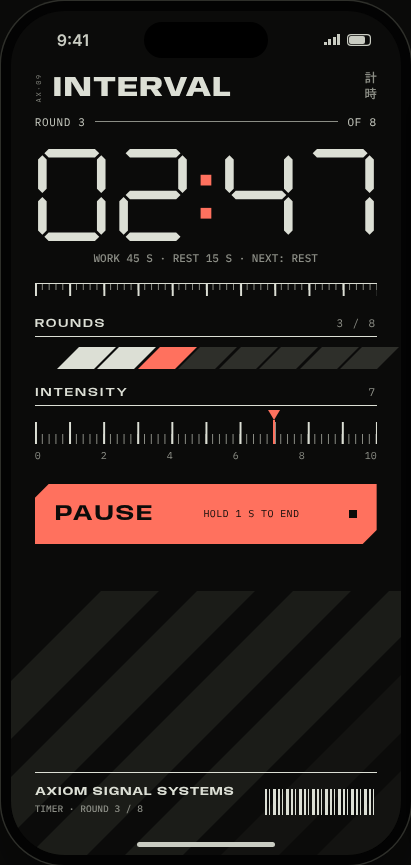 9:41
AX-09
INTERVAL
計時
ROUND 3
OF 8
02:47
WORK 45 S · REST 15 S · NEXT: REST
ROUNDS
3 / 8
INTENSITY
7
0 2 4 6 8 10
PAUSE
HOLD 1 S TO END
AXIOM SIGNAL SYSTEMS
TIMER · ROUND 3 / 8